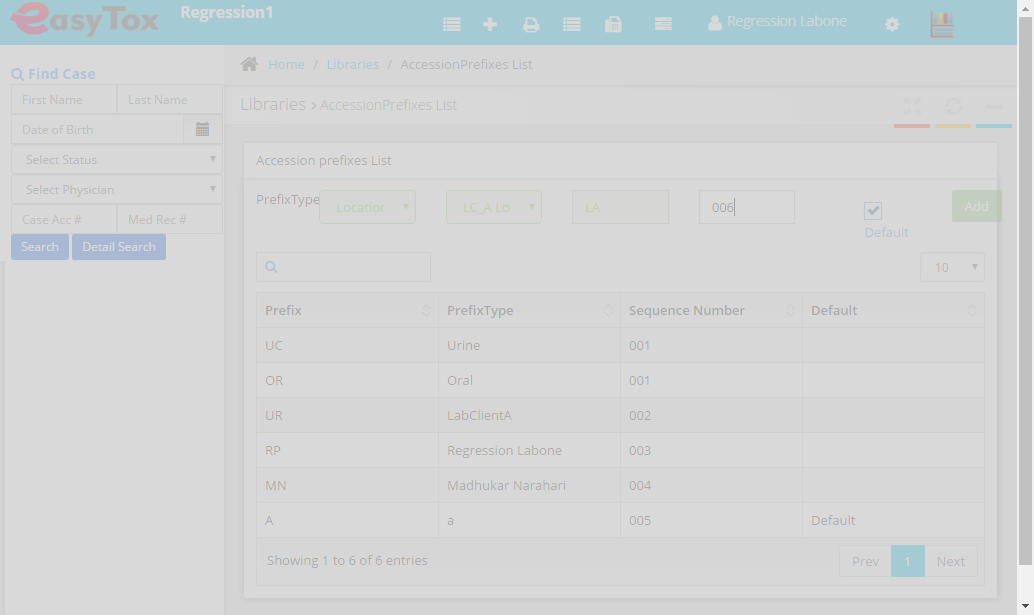 easyTox
Regression1
Regression Labone
Find Case
First Name Last Name
Date of Birth
Select Status
Select Physician
Case Acc # Med Rec #
Search Detail Search
Home / Libraries / AccessionPrefixes List
Libraries > AccessionPrefixes List
Accession prefixes List
PrefixType Location LC_A Lo LA 006 Add
Default
10
Prefix PrefixType Sequence Number Default
UC Urine 001
OR Oral 001
UR LabClientA 002
RP Regression Labone 003
MN Madhukar Narahari 004
A a 005 Default
Showing 1 to 6 of 6 entries
Prev 1 Next